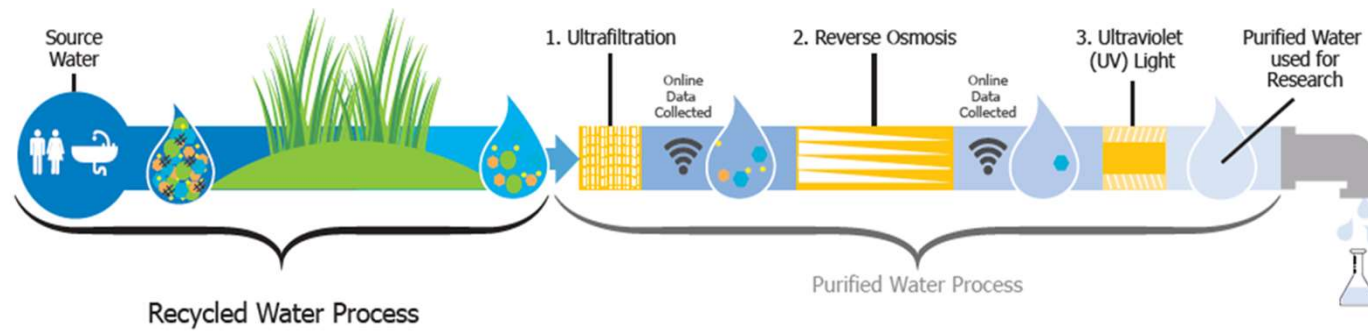 Source
Water
1. Ultrafiltration
Online
Data
Collected
2. Reverse Osmosis
Online
Data
Collected
3. Ultraviolet
(UV) Light
Purified Water
used for
Research
Recycled Water Process
Purified Water Process